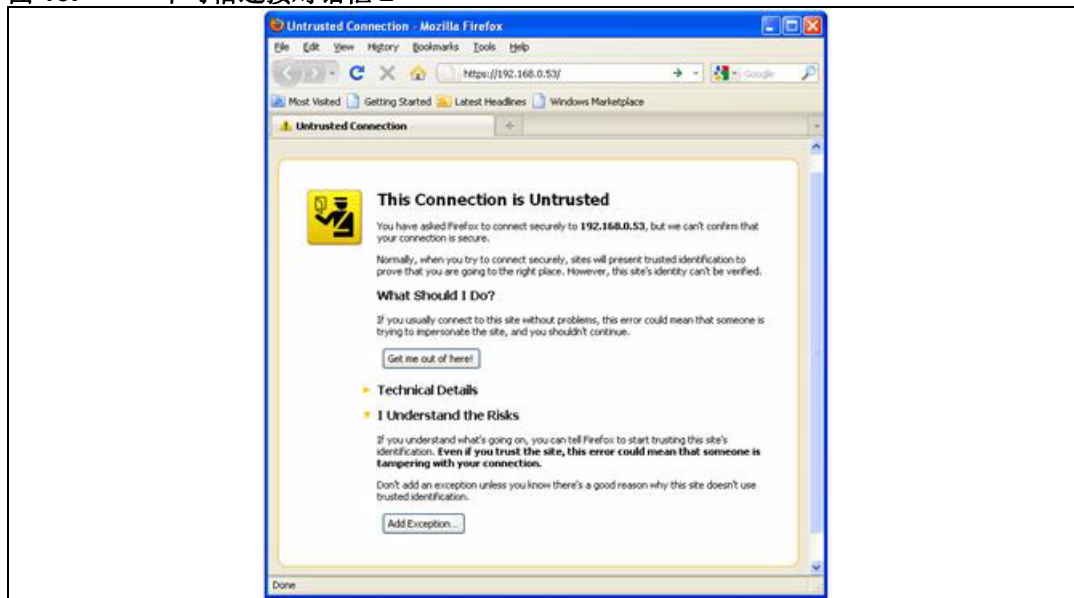 Untrusted Connection - Mozilla Firefox
File Edit View History Bookmarks Tools Help
https://192.168.0.53/
Google
Most Visited Getting Started Latest Headlines Windows Marketplace
Untrusted Connection
This Connection is Untrusted
You have asked Firefox to connect securely to 192.168.0.53, but we can't confirm that
your connection is secure.
Normally, when you try to connect securely, sites will present trusted identification to
prove that you are going to the right place. However, this site's identity can't be verified.
What Should I Do?
If you usually connect to this site without problems, this error could mean that someone is
trying to impersonate the site, and you shouldn't continue.
Get me out of here!
Technical Details
I Understand the Risks
If you understand what's going on, you can tell Firefox to start trusting this site's
identification. Even if you trust the site, this error could mean that someone is
tampering with your connection.
Don't add an exception unless you know there's a good reason why this site doesn't use
trusted identification.
Add Exception...
Done